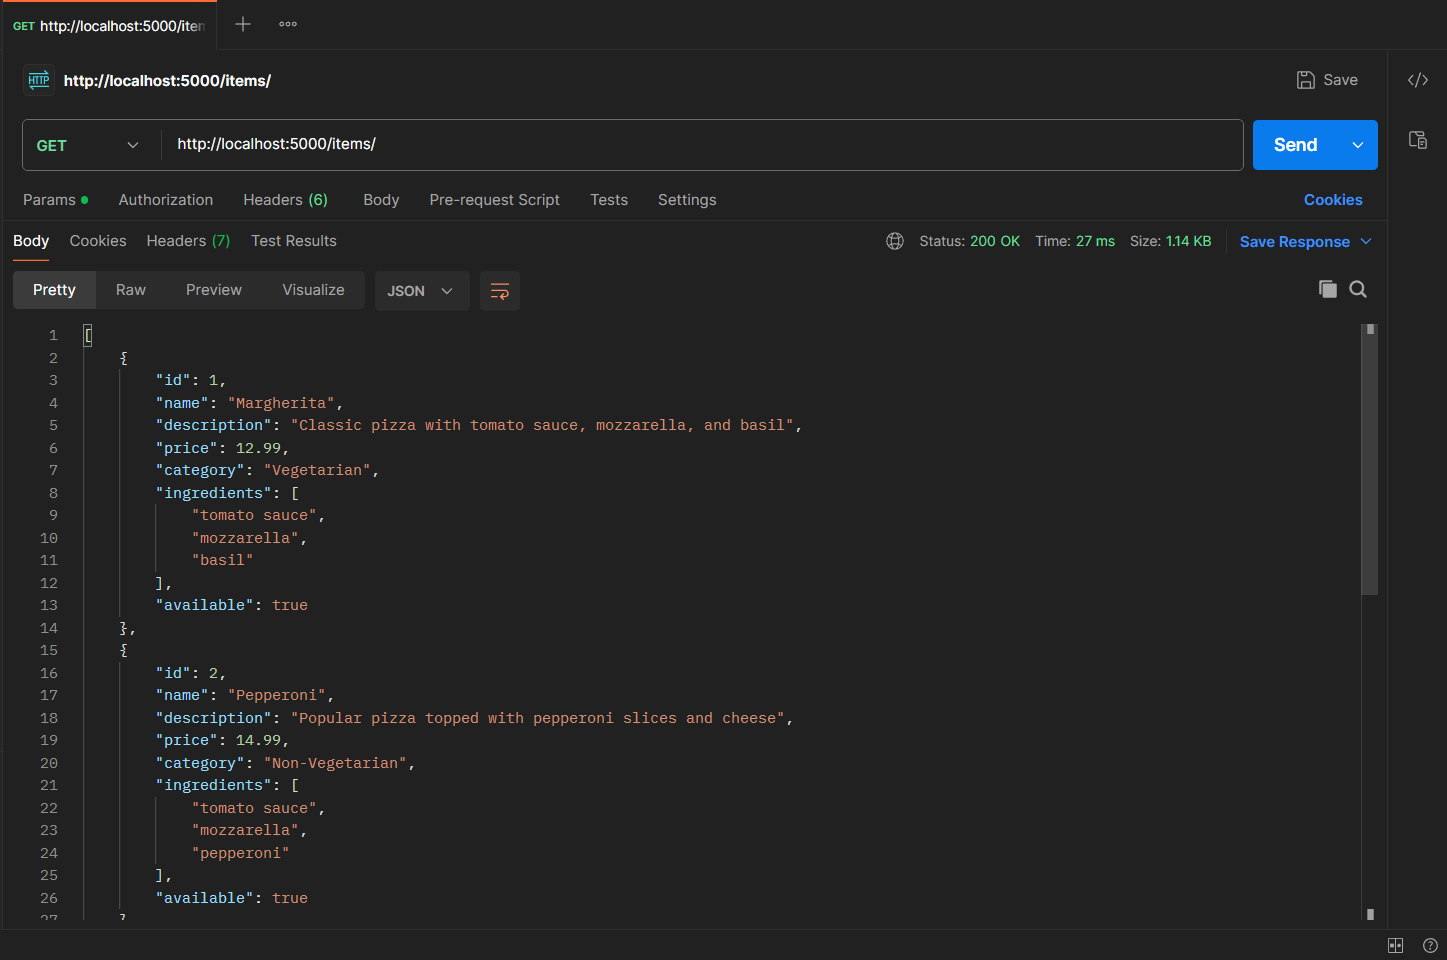 GET http://localhost:5000/iten
http://localhost:5000/items/
Save
GET http://localhost:5000/items/
Send
Params Authorization Headers (6) Body Pre-request Script Tests Settings Cookies
Body Cookies Headers (7) Test Results Status: 200 OK Time: 27 ms Size: 1.14 KB Save Response
Pretty Raw Preview Visualize JSON
1 [
2 {
3 "id": 1,
4 "name": "Margherita",
5 "description": "Classic pizza with tomato sauce, mozzarella, and basil",
6 "price": 12.99,
7 "category": "Vegetarian",
8 "ingredients": [
9 "tomato sauce",
10 "mozzarella",
11 "basil"
12 ],
13 "available": true
14 },
15 {
16 "id": 2,
17 "name": "Pepperoni",
18 "description": "Popular pizza topped with pepperoni slices and cheese",
19 "price": 14.99,
20 "category": "Non-Vegetarian",
21 "ingredients": [
22 "tomato sauce",
23 "mozzarella",
24 "pepperoni"
25 ],
26 "available": true